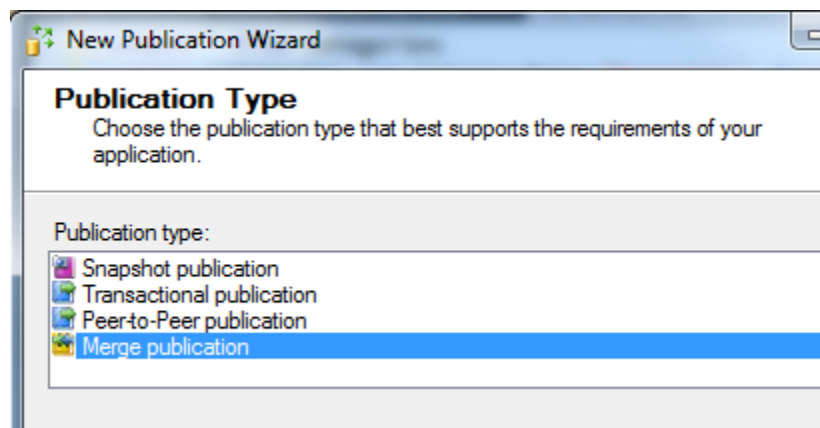 New Publication Wizard
Publication Type
Choose the publication type that best supports the requirements of your
application.
Publication type:
Snapshot publication
Transactional publication
Peer-to-Peer publication
Merge publication